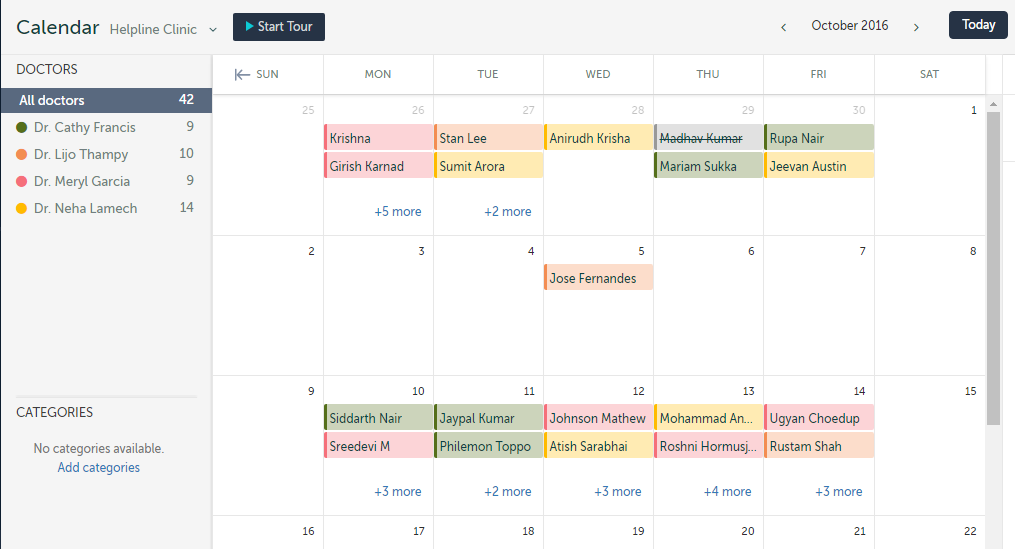 Calendar Helpline Clinic Start Tour October 2016 Today
DOCTORS
All doctors 42
Dr. Cathy Francis 9
Dr. Lijo Thampy 10
Dr. Meryl Garcia 9
Dr. Neha Lamech 14
CATEGORIES
No categories available.
Add categories
SUN MON TUE WED THU FRI SAT
25 26 27 28 29 30 1
Krishna Stan Lee Anirudh Krisha Madhav Kumar Rupa Nair
Girish Karnad Sumit Arora Mariam Sukka Jeevan Austin
+5 more +2 more
2 3 4 5 6 7 8
Jose Fernandes
9 10 11 12 13 14 15
Siddarth Nair Jaypal Kumar Johnson Mathew Mohammad An... Ugyan Choedup
Sreedevi M Philemon Toppo Atish Sarabhai Roshni Hormusj... Rustam Shah
+3 more +2 more +3 more +4 more +3 more
16 17 18 19 20 21 22